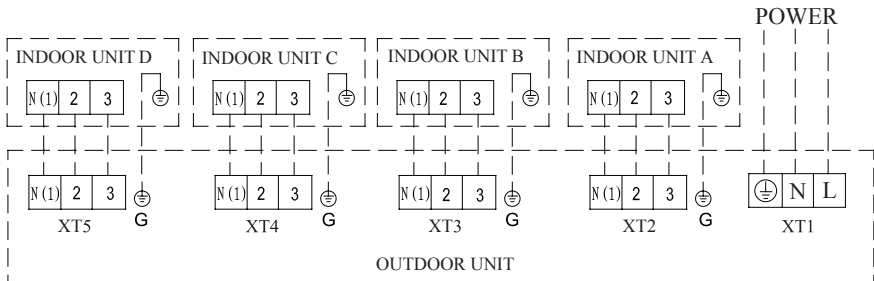 POWER
INDOOR UNIT D INDOOR UNIT C INDOOR UNIT B INDOOR UNIT A
N (1) 2 3 N (1) 2 3 N (1) 2 3 N (1) 2 3
N (1) 2 3 G N (1) 2 3 G N (1) 2 3 G N (1) 2 3 G N L
XT5 XT4 XT3 XT2 XT1
OUTDOOR UNIT